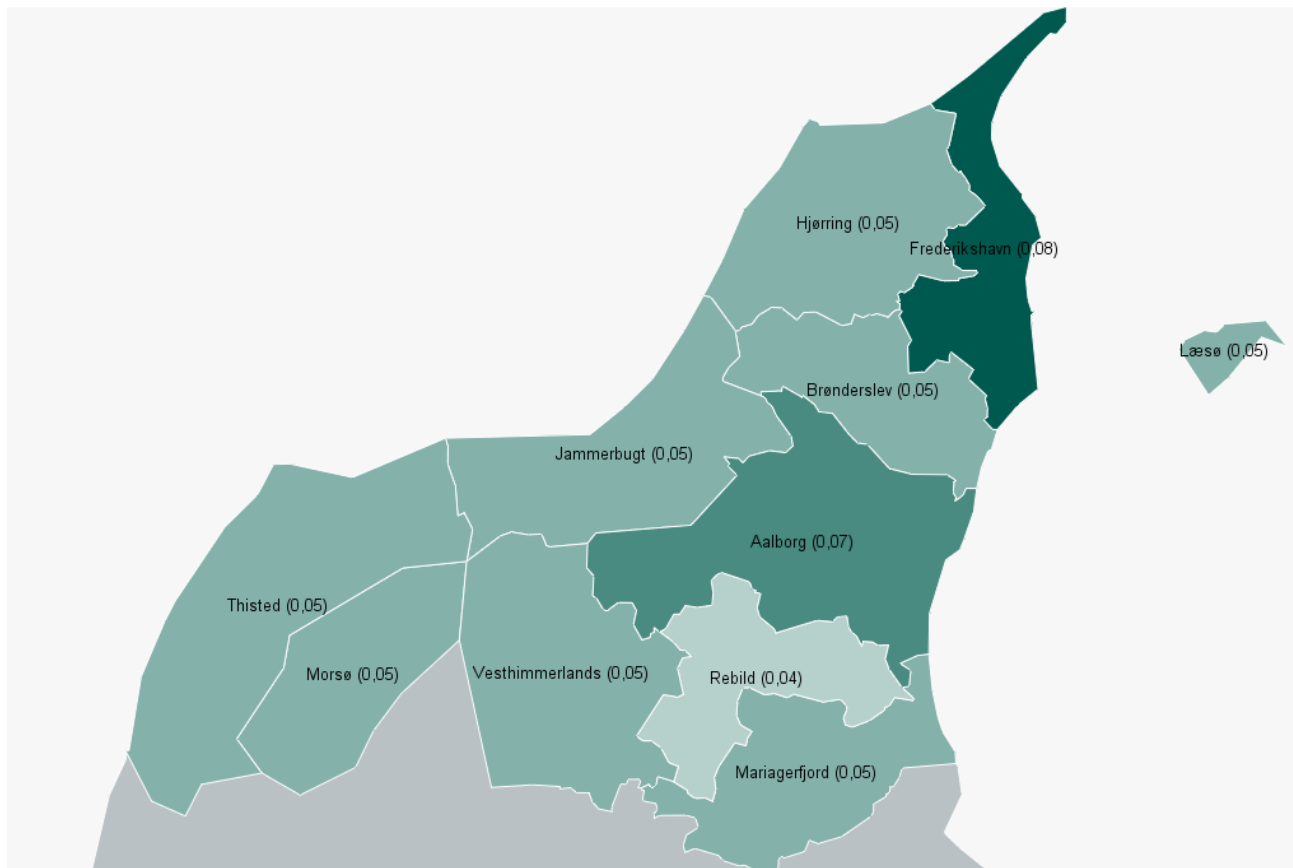 Hjørring (0,05)
Frederikshavn (0,08)
Læsø (0,05)
Brønderslev (0,05)
Jammerbugt (0,05)
Aalborg (0,07)
Thisted (0,05)
Morsø (0,05)
Vesthimmerlands (0,05)
Rebild (0,04)
Mariagerfjord (0,05)